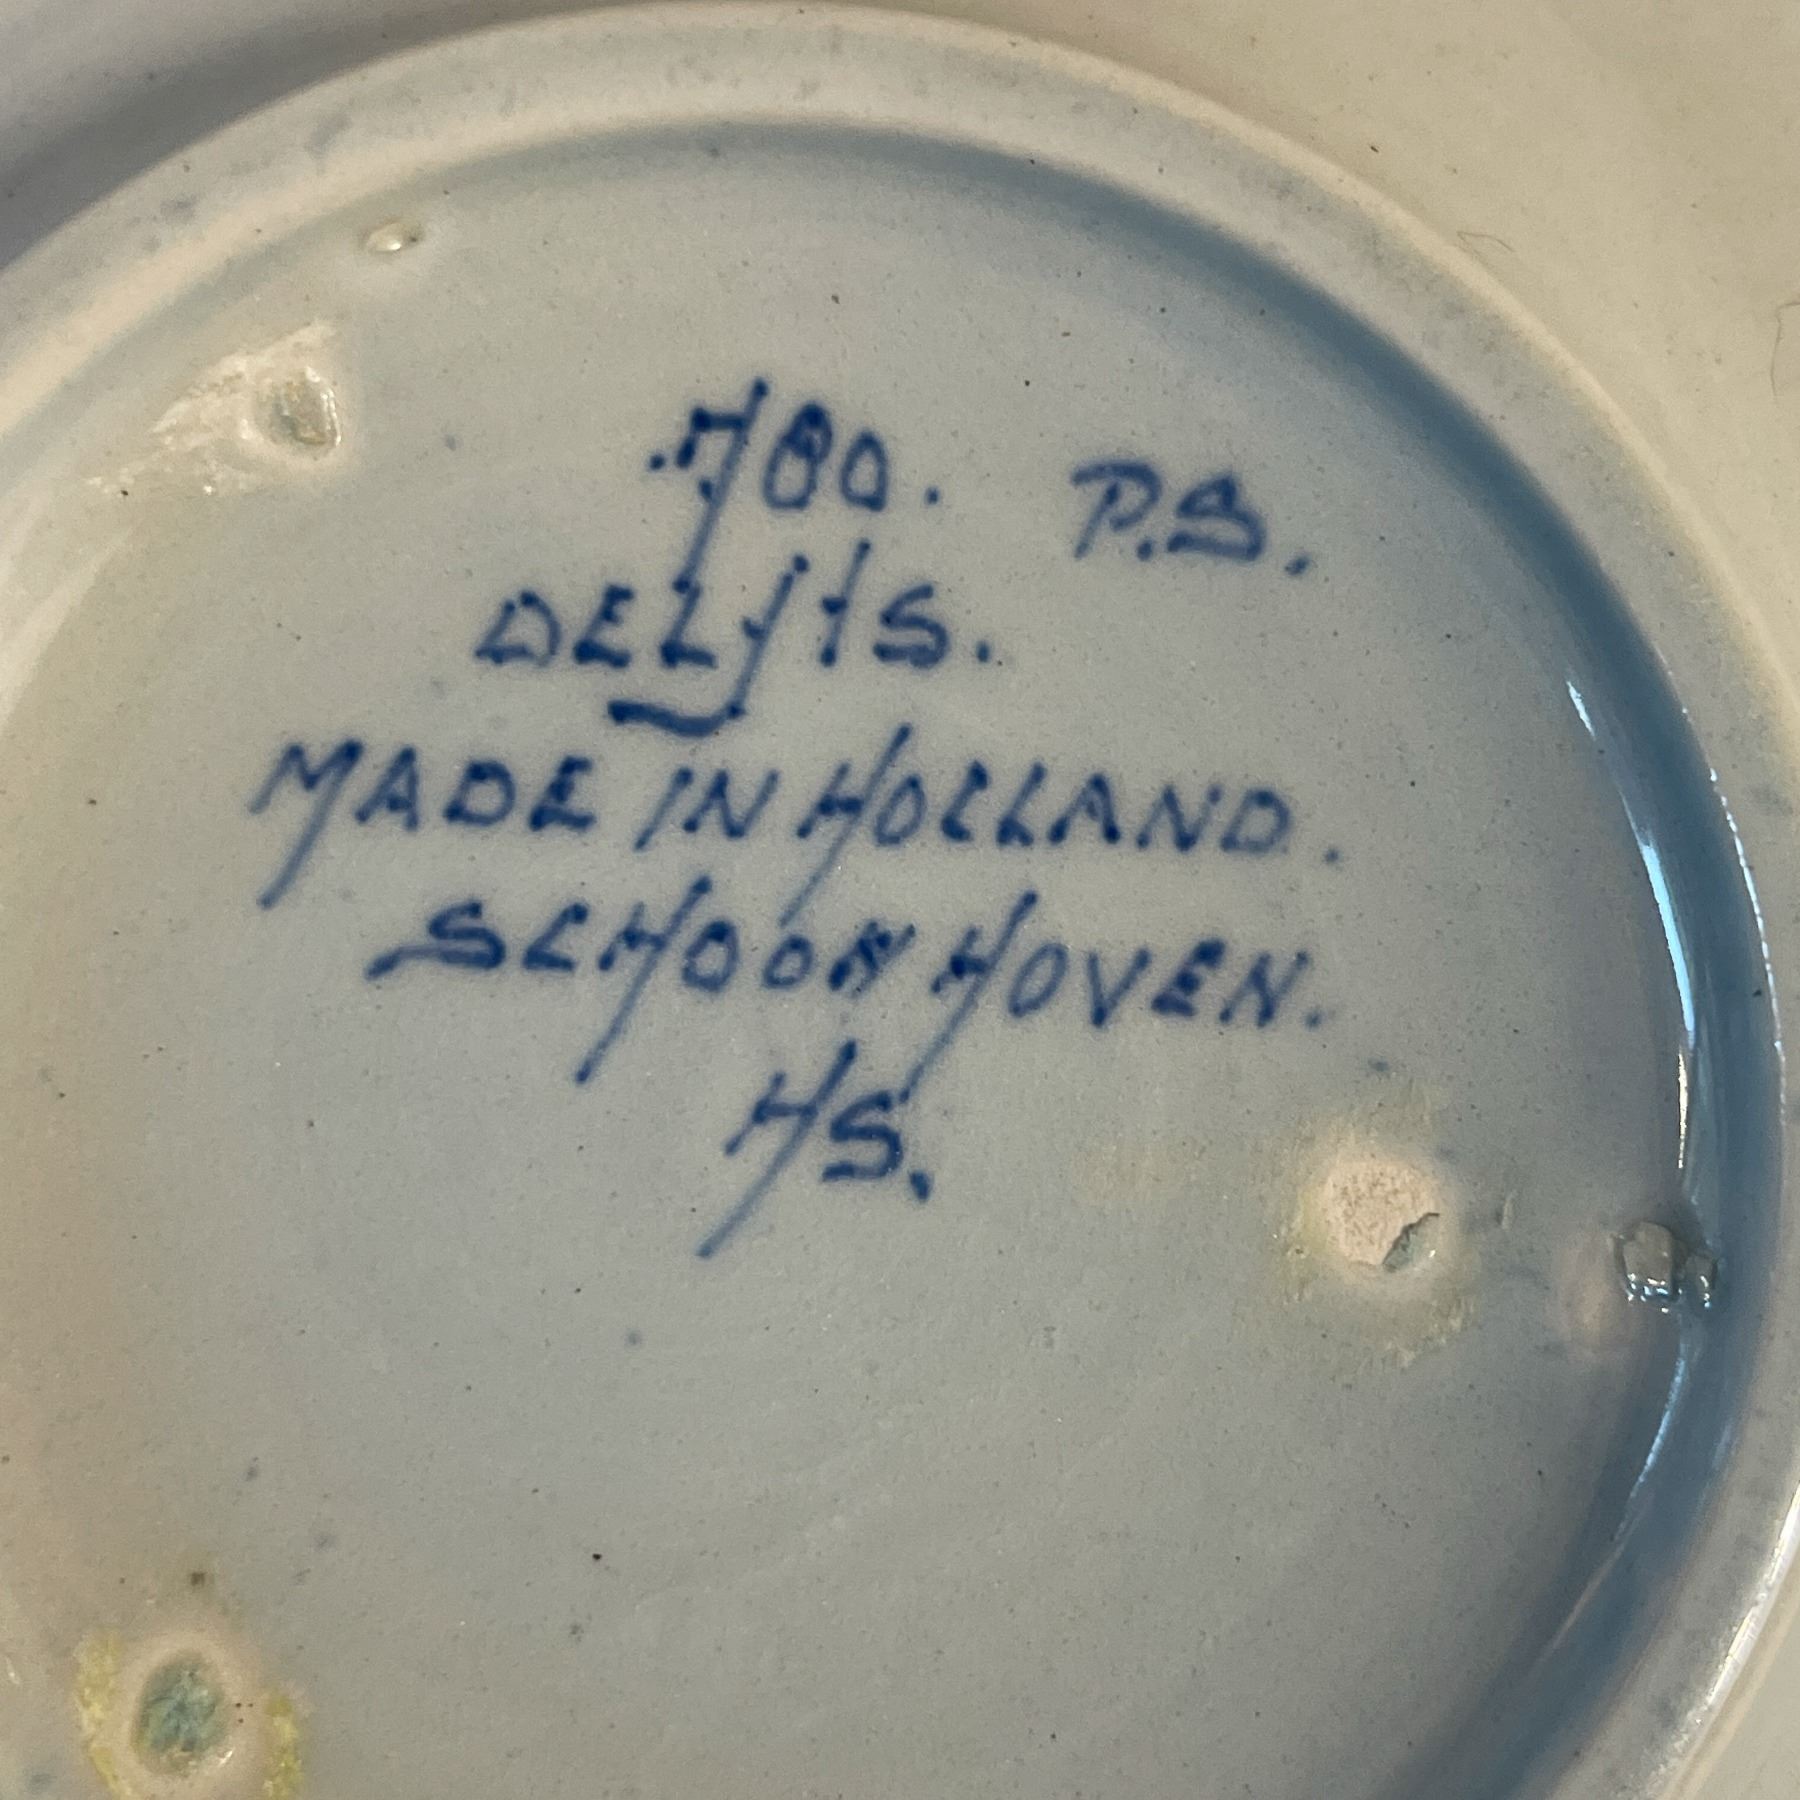 .780. P.S.
DELfts.
MADE IN HOLLAND.
SCHOONHOVEN.
HS.